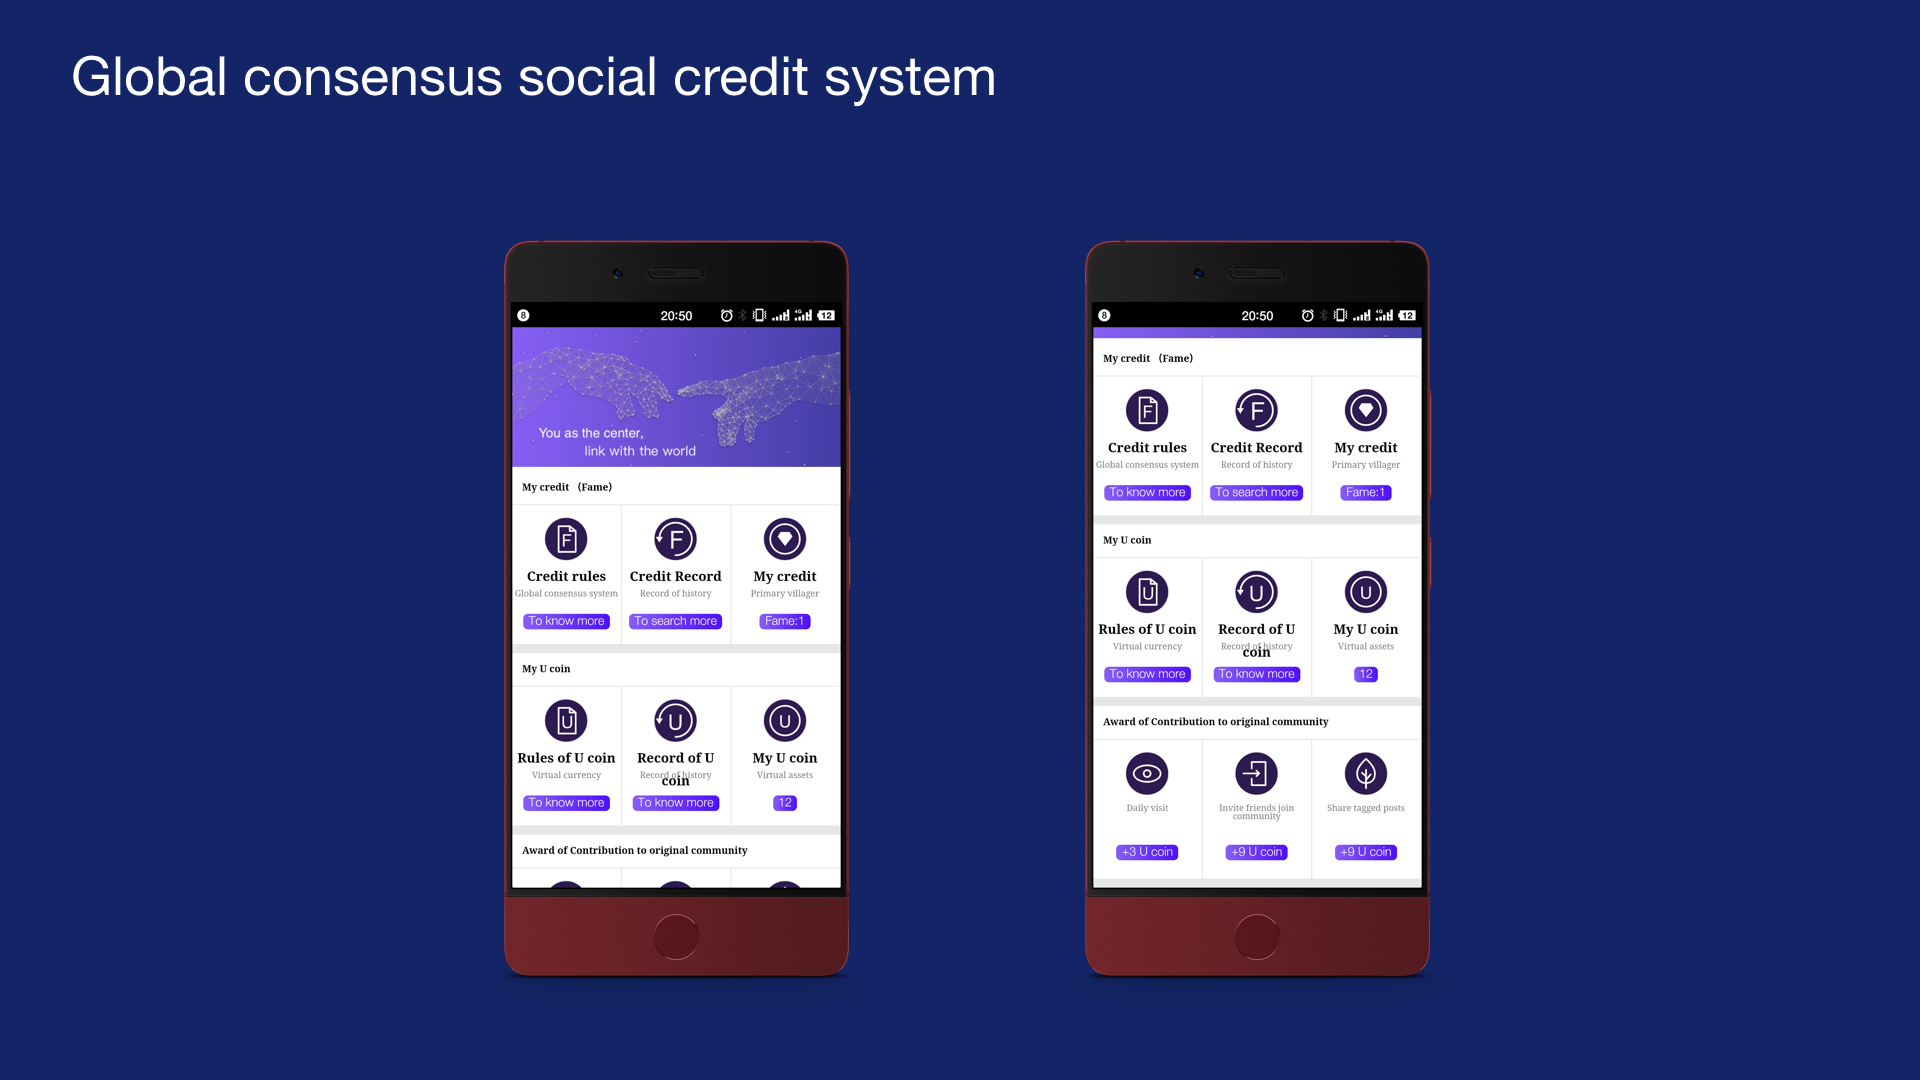 Global consensus social credit system
8
20:50
12
You as the center,
link with the world
My credit （Fame）
F
F
Credit rules
Credit Record
My credit
Global consensus system
Record of history
Primary villager
To know more
To search more
Fame:1
My U coin
U
U
U
Rules of U coin
Record of U coin
My U coin
Virtual currency
Record of history
Virtual assets
To know more
To know more
12
Award of Contribution to original community
8
20:50
4G
12
My credit （Fame）
F
F
Credit rules
Credit Record
My credit
Global consensus system
Record of history
Primary villager
To know more
To search more
Fame:1
My U coin
U
U
U
Rules of U coin
Record of U coin
My U coin
Virtual currency
Record of history
Virtual assets
To know more
To know more
12
Award of Contribution to original community
Daily visit
Invite friends join
community
Share tagged posts
+3 U coin
+9 U coin
+9 U coin